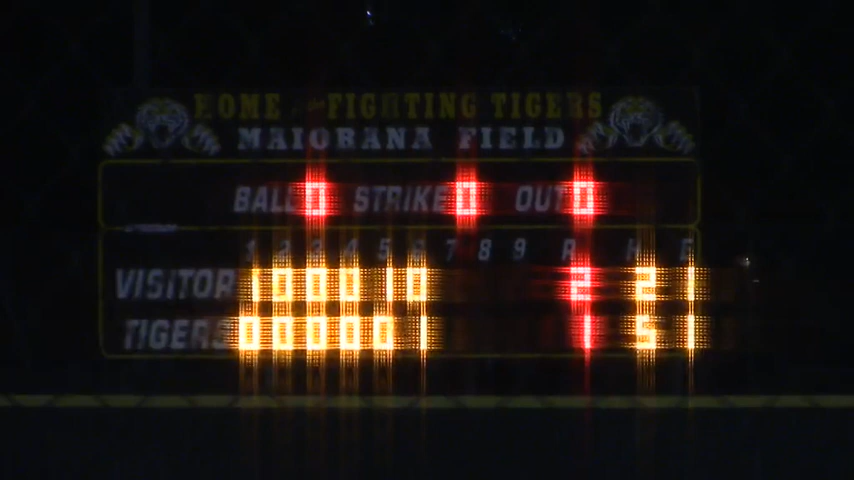 HOME of the FIGHTING TIGERS
MAIORANA FIELD
BALL 0 STRIKE 0 OUT 0
1 2 3 4 5 6 7 8 9 R H E
VISITOR 1 0 0 0 1 0 2 2 1
TIGERS 0 0 0 0 0 1 1 5 1